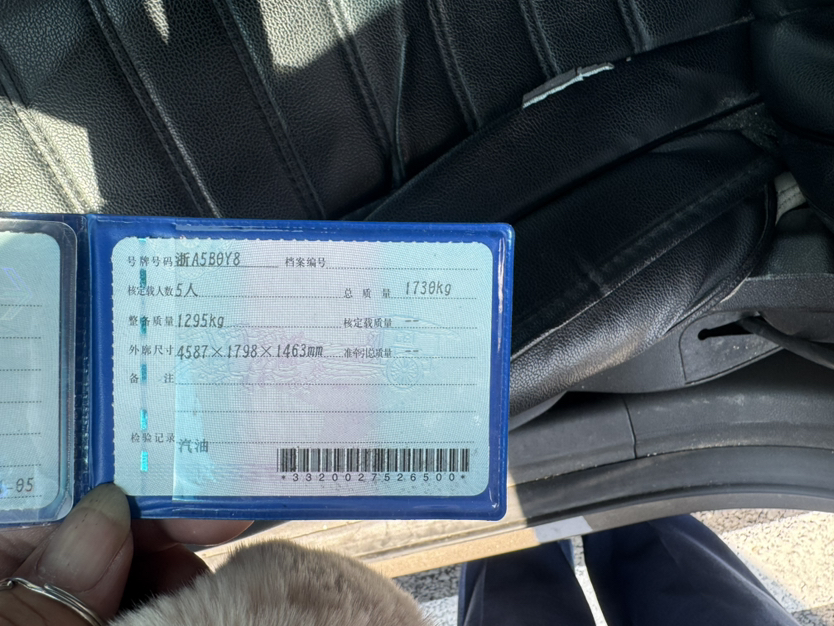 号牌号码 浙A5B0Y8 档案编号
核定载人数 5人 总质量 1730kg
整备质量 1295kg 核定载质量 --
外廓尺寸 4587×1798×1463mm 准牵引总质量 --
备注
检验记录 汽油
*3320027526500*
-05